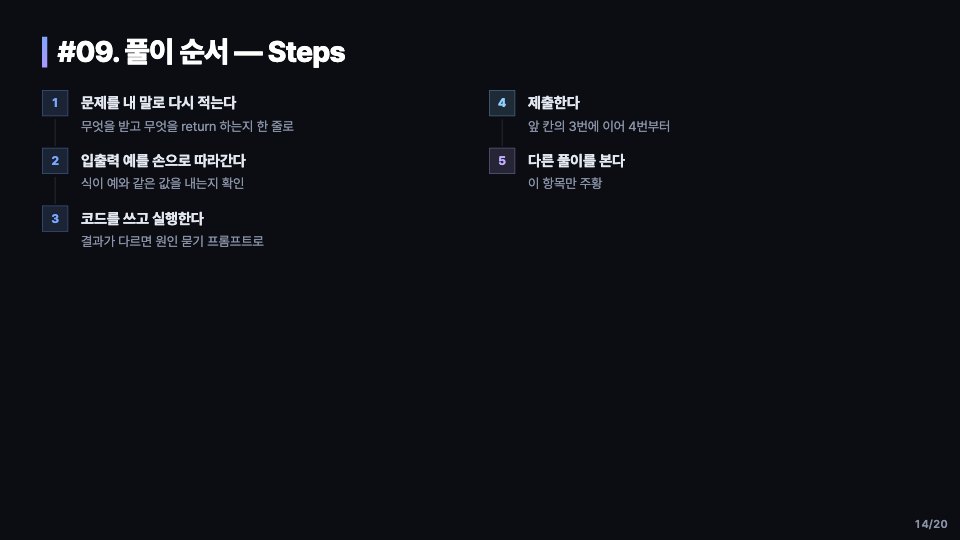 #09. 풀이 순서 — Steps
1
문제를 내 말로 다시 적는다
무엇을 받고 무엇을 return 하는지 한 줄로
2
입출력 예를 손으로 따라간다
식이 예와 같은 값을 내는지 확인
3
코드를 쓰고 실행한다
결과가 다르면 원인 묻기 프롬프트로
4
제출한다
앞 칸의 3번에 이어 4번부터
5
다른 풀이를 본다
이 항목만 주황
14/20